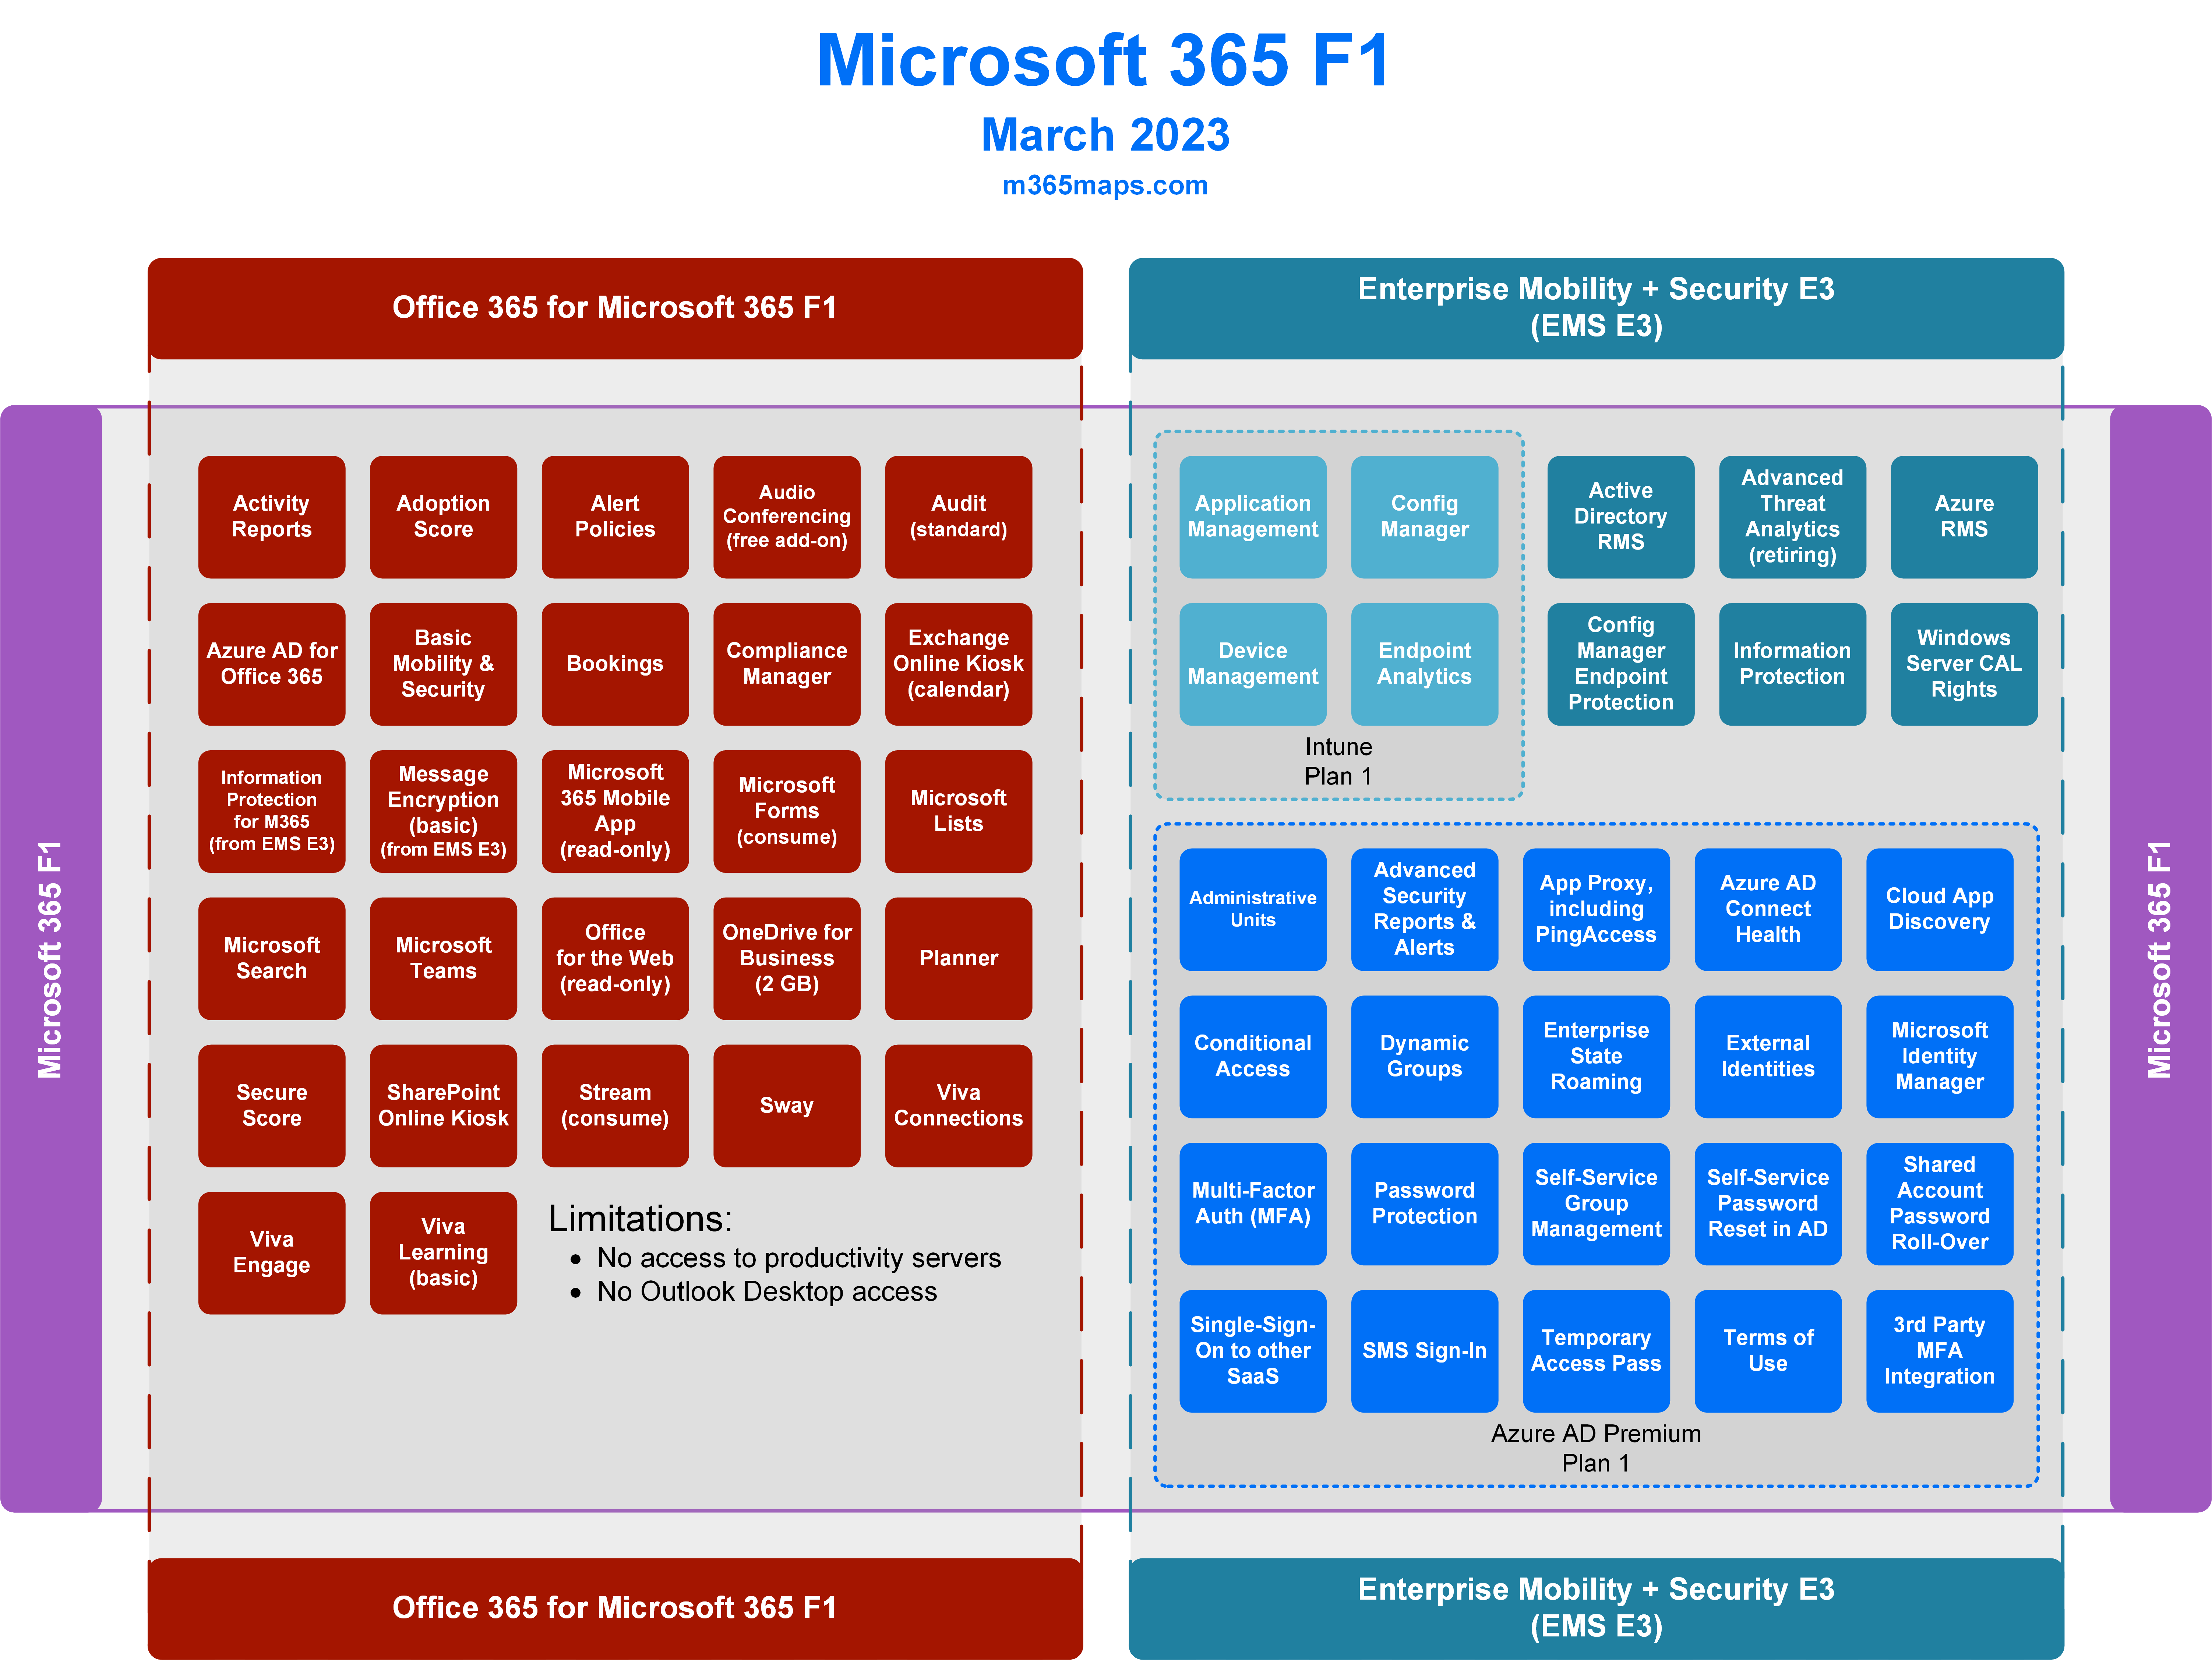 Microsoft 365 F1
March 2023
m365maps.com
Office 365 for Microsoft 365 F1
Enterprise Mobility + Security E3
(EMS E3)
Microsoft 365 F1
Activity
Reports
Adoption
Score
Alert
Policies
Audio
Conferencing
(free add-on)
Audit
(standard)
Azure AD for
Office 365
Basic
Mobility &
Security
Bookings
Compliance
Manager
Exchange
Online Kiosk
(calendar)
Information
Protection
for M365
(from EMS E3)
Message
Encryption
(basic)
(from EMS E3)
Microsoft
365 Mobile
App
(read-only)
Microsoft
Forms
(consume)
Microsoft
Lists
Microsoft
Search
Microsoft
Teams
Office
for the Web
(read-only)
OneDrive for
Business
(2 GB)
Planner
Secure
Score
SharePoint
Online Kiosk
Stream
(consume)
Sway
Viva
Connections
Viva
Engage
Viva
Learning
(basic)
Limitations:
• No access to productivity servers
• No Outlook Desktop access
Application
Management
Config
Manager
Device
Management
Endpoint
Analytics
Intune
Plan 1
Active
Directory
RMS
Advanced
Threat
Analytics
(retiring)
Azure
RMS
Config
Manager
Endpoint
Protection
Information
Protection
Windows
Server CAL
Rights
Administrative
Units
Advanced
Security
Reports &
Alerts
App Proxy,
including
PingAccess
Azure AD
Connect
Health
Cloud App
Discovery
Conditional
Access
Dynamic
Groups
Enterprise
State
Roaming
External
Identities
Microsoft
Identity
Manager
Multi-Factor
Auth (MFA)
Password
Protection
Self-Service
Group
Management
Self-Service
Password
Reset in AD
Shared
Account
Password
Roll-Over
Single-Sign-
On to other
SaaS
SMS Sign-In
Temporary
Access Pass
Terms of
Use
3rd Party
MFA
Integration
Azure AD Premium
Plan 1
Microsoft 365 F1
Office 365 for Microsoft 365 F1
Enterprise Mobility + Security E3
(EMS E3)